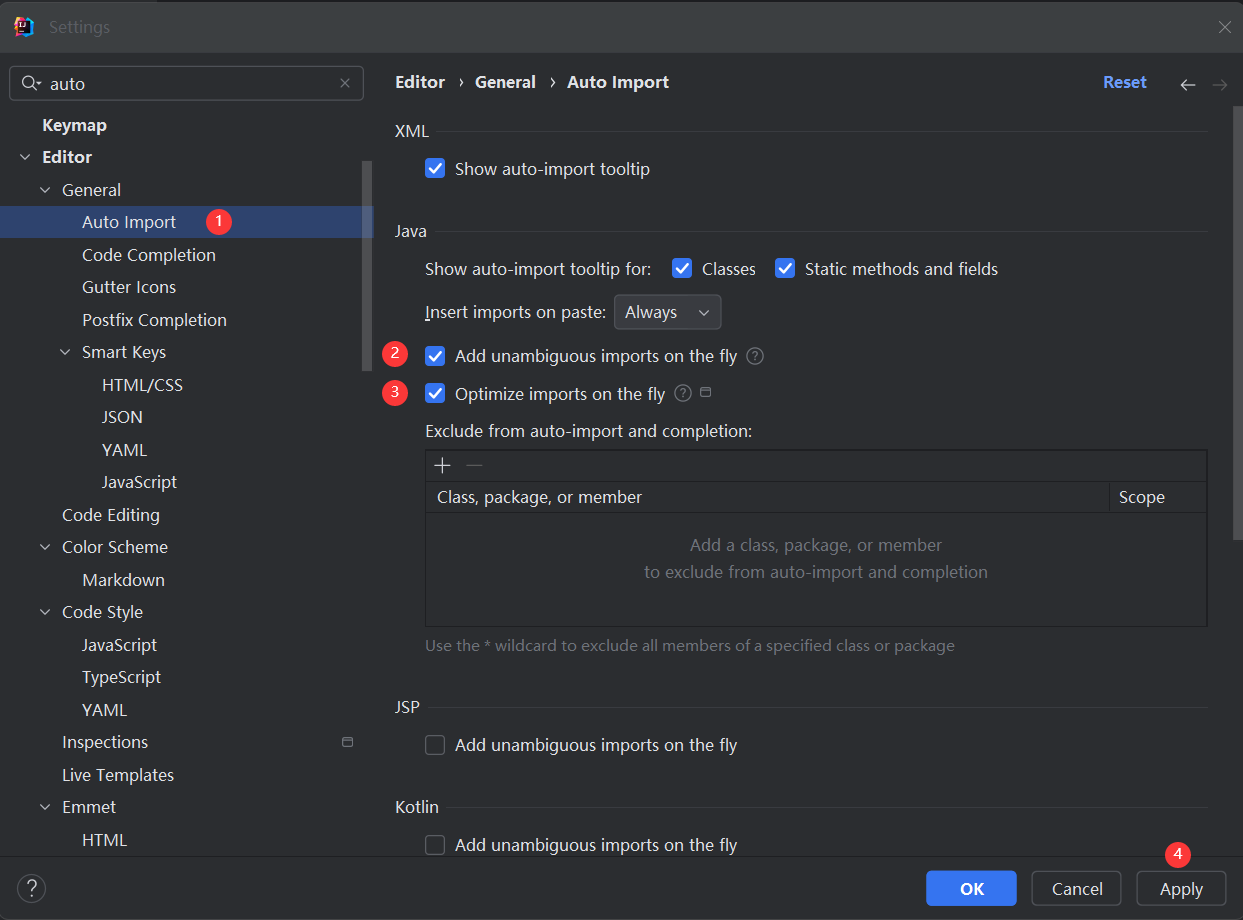 Settings
auto
Keymap
Editor
General
Auto Import 1
Code Completion
Gutter Icons
Postfix Completion
Smart Keys
HTML/CSS
JSON
YAML
JavaScript
Code Editing
Color Scheme
Markdown
Code Style
JavaScript
TypeScript
YAML
Inspections
Live Templates
Emmet
HTML
Editor › General › Auto Import Reset
XML
Show auto-import tooltip
Java
Show auto-import tooltip for: Classes Static methods and fields
Insert imports on paste: Always
2 Add unambiguous imports on the fly ?
3 Optimize imports on the fly ?
Exclude from auto-import and completion:
Class, package, or member Scope
Add a class, package, or member
to exclude from auto-import and completion
Use the * wildcard to exclude all members of a specified class or package
JSP
Add unambiguous imports on the fly
Kotlin
Add unambiguous imports on the fly
4
? OK Cancel Apply